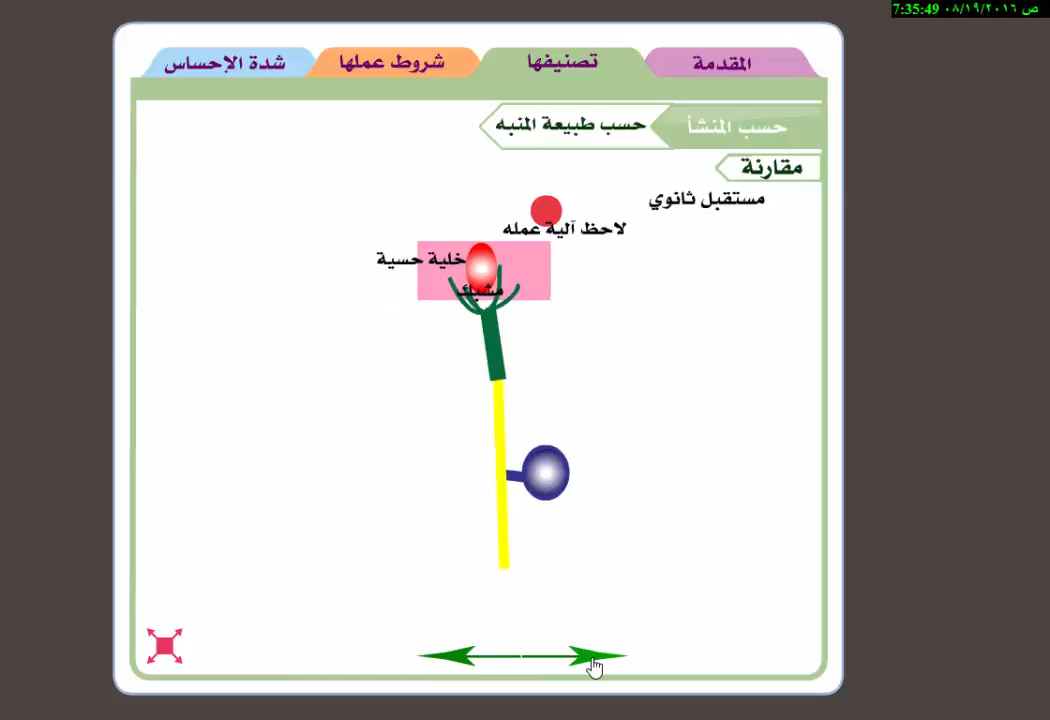 7:35:49 ص ٠٨/١٩/٢٠١٦
المقدمة
تصنيفها
شروط عملها
شدة الإحساس
حسب المنشأ
حسب طبيعة المنبه
مقارنة
مستقبل ثانوي
لاحظ آلية عمله
خلية حسية
مشبك